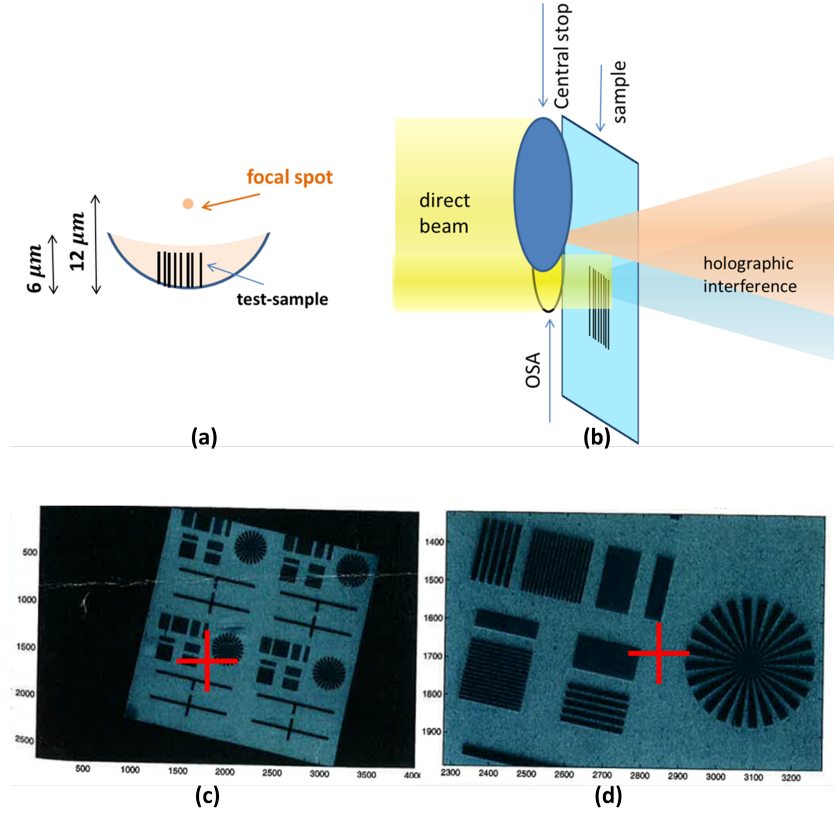 focal spot
12 μm
6 μm
test-sample
(a)
Central stop
sample
direct
beam
holographic
interference
OSA
(b)
500
1000
1500
2000
2500
500
1000
1500
2000
2500
3000
3500
400
(c)
1400
1500
1600
1700
1800
1900
2300
2400
2500
2600
2700
2800
2900
3000
3100
3200
(d)